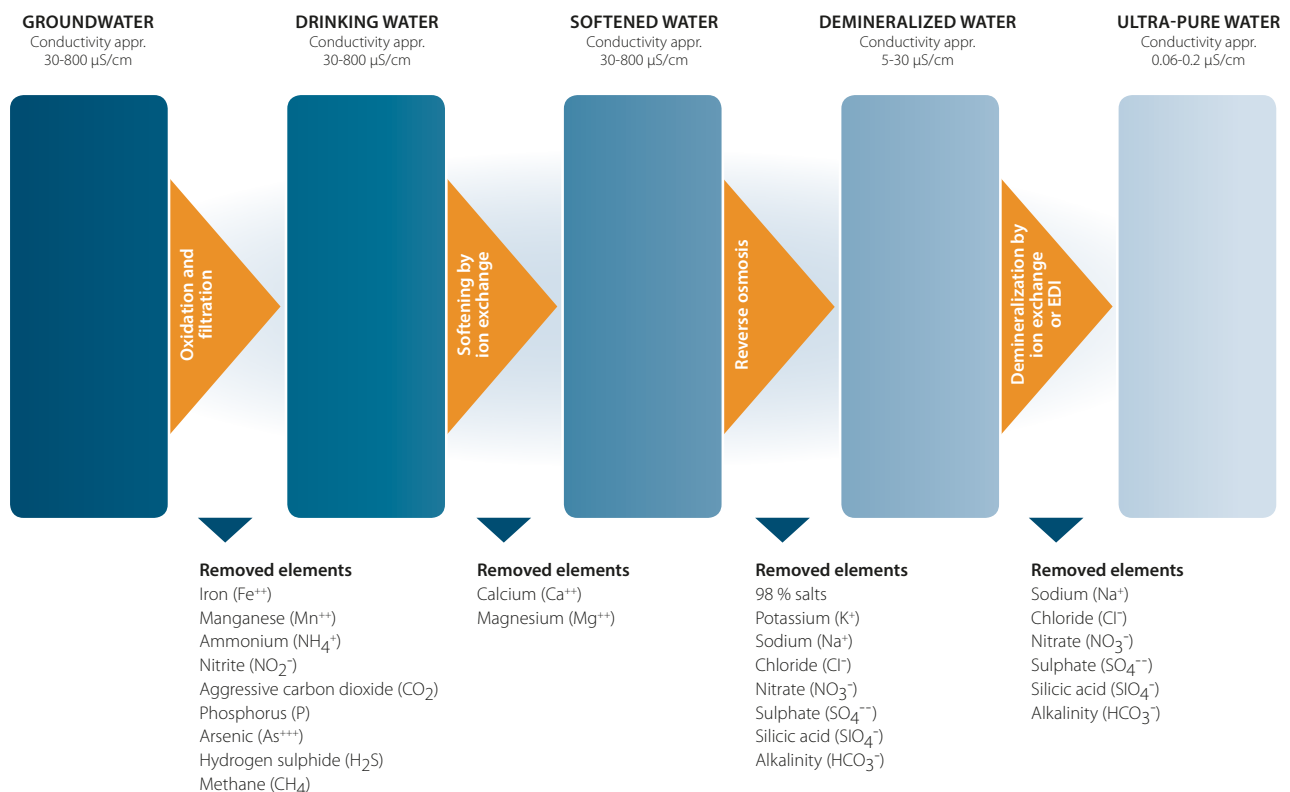 GROUNDWATER
Conductivity appr.
30-800 µS/cm
DRINKING WATER
Conductivity appr.
30-800 µS/cm
SOFTENED WATER
Conductivity appr.
30-800 µS/cm
DEMINERALIZED WATER
Conductivity appr.
5-30 µS/cm
ULTRA-PURE WATER
Conductivity appr.
0.06-0.2 µS/cm
Oxidation and
filtration
Softening by
ion exchange
Reverse osmosis
Demineralization by
ion exchange
or EDI
Removed elements
Iron (Fe⁺⁺)
Manganese (Mn⁺⁺)
Ammonium (NH₄⁺)
Nitrite (NO₂⁻)
Aggressive carbon dioxide (CO₂)
Phosphorus (P)
Arsenic (As⁺⁺⁺)
Hydrogen sulphide (H₂S)
Methane (CH₄)
Removed elements
Calcium (Ca⁺⁺)
Magnesium (Mg⁺⁺)
Removed elements
98 % salts
Potassium (K⁺)
Sodium (Na⁺)
Chloride (Cl⁻)
Nitrate (NO₃⁻)
Sulphate (SO₄⁻⁻)
Silicic acid (SIO₄⁻)
Alkalinity (HCO₃⁻)
Removed elements
Sodium (Na⁺)
Chloride (Cl⁻)
Nitrate (NO₃⁻)
Sulphate (SO₄⁻⁻)
Silicic acid (SIO₄⁻)
Alkalinity (HCO₃⁻)